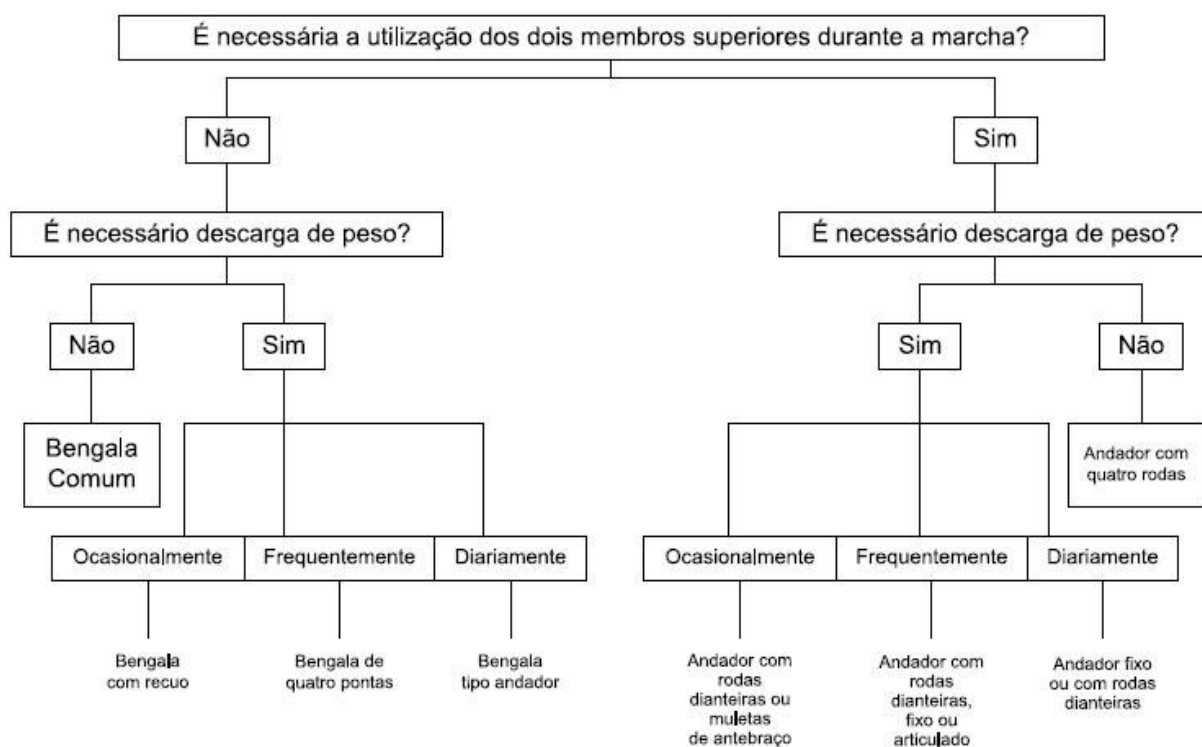 É necessária a utilização dos dois membros superiores durante a marcha?
Não
Sim
É necessário descarga de peso?
É necessário descarga de peso?
Não
Sim
Sim
Não
Bengala
Comum
Andador com
quatro rodas
Ocasionalmente
Frequentemente
Diariamente
Ocasionalmente
Frequentemente
Diariamente
Bengala
com recuo
Bengala de
quatro pontas
Bengala
tipo andador
Andador com
rodas
dianteiras ou
muletas
de antebraço
Andador com
rodas
dianteiras,
fixo ou
articulado
Andador fixo
ou com rodas
dianteiras